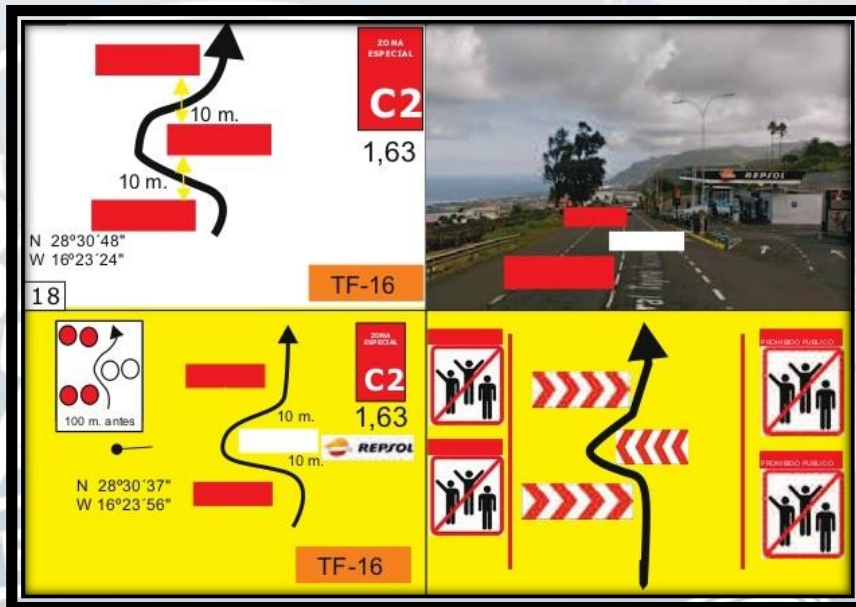 ZONA
ESPECIAL
C2
10 m.
1,63
10 m.
N 28º30´48"
W 16º23´24"
TF-16
18
REPSOL
ZONA
ESPECIAL
C2
10 m.
1,63
100 m. antes
REPSOL
10 m.
N 28º30´37"
W 16º23´56"
TF-16
PROHIBIDO PUBLICO
PROHIBIDO PUBLICO